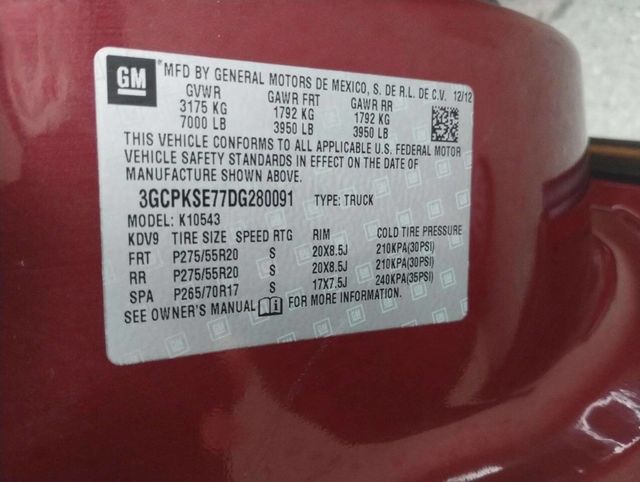 GM
MFD BY GENERAL MOTORS DE MEXICO, S. DE R.L. DE C.V. 12/12
GVWR GAWR FRT GAWR RR
3175 KG 1792 KG 1792 KG
7000 LB 3950 LB 3950 LB
THIS VEHICLE CONFORMS TO ALL APPLICABLE U.S. FEDERAL MOTOR
VEHICLE SAFETY STANDARDS IN EFFECT ON THE DATE OF
MANUFACTURE SHOWN ABOVE.
3GCPKSE77DG280091 TYPE: TRUCK
MODEL: K10543
KDV9 TIRE SIZE SPEED RTG RIM COLD TIRE PRESSURE
FRT P275/55R20 S 20X8.5J 210KPA(30PSI)
RR P275/55R20 S 20X8.5J 210KPA(30PSI)
SPA P265/70R17 S 17X7.5J 240KPA(35PSI)
SEE OWNER'S MANUAL FOR MORE INFORMATION.